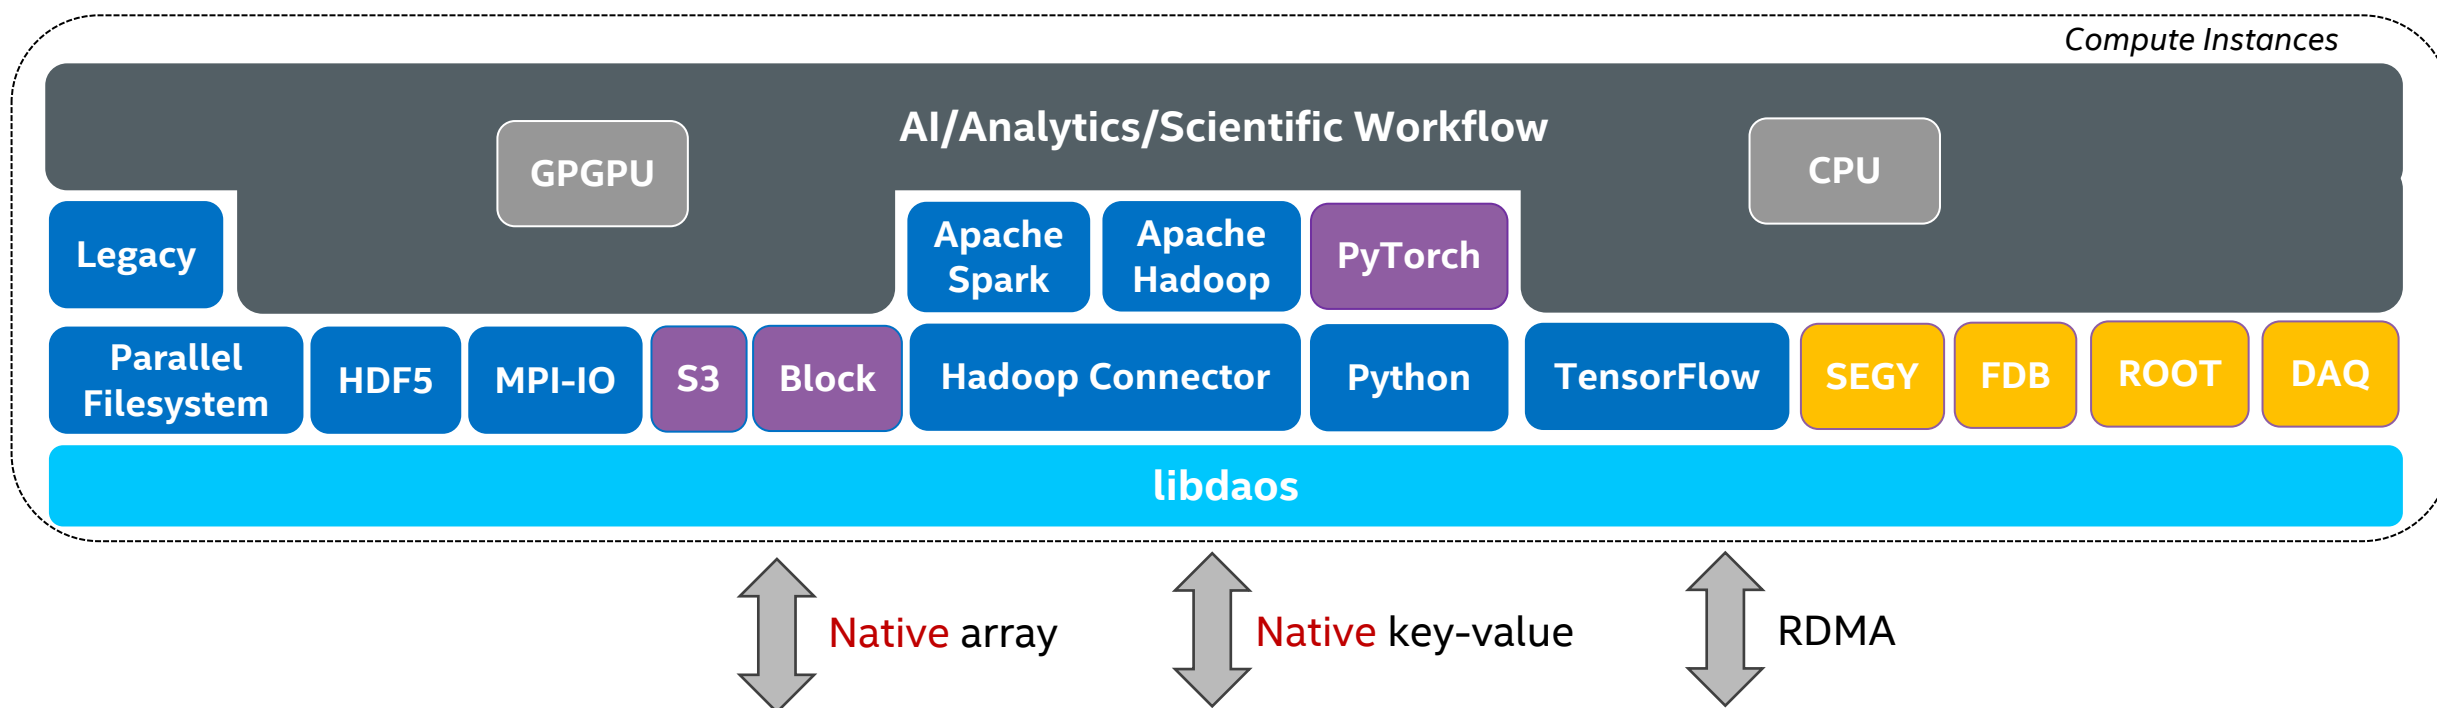 Compute Instances
AI/Analytics/Scientific Workflow
GPGPU
CPU
Legacy
Apache
Spark
Apache
Hadoop
PyTorch
Parallel
Filesystem
HDF5
MPI-IO
S3
Block
Hadoop Connector
Python
TensorFlow
SEGY
FDB
ROOT
DAQ
libdaos
Native array
Native key-value
RDMA